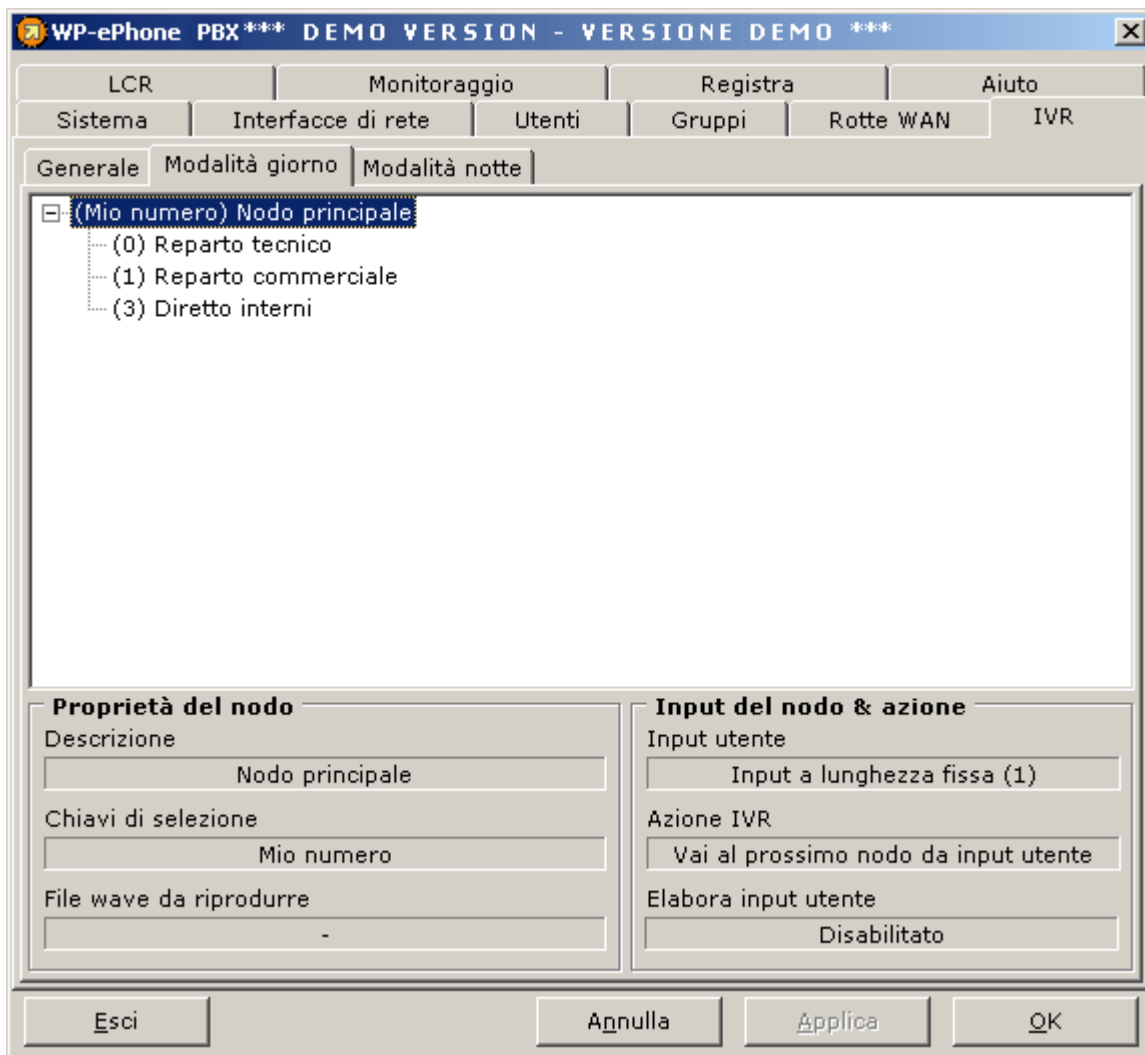 WP-ePhone PBX*** DEMO VERSION - VERSIONE DEMO ***
LCR Monitoraggio Registra Aiuto
Sistema Interfacce di rete Utenti Gruppi Rotte WAN IVR
Generale Modalità giorno Modalità notte
(Mio numero) Nodo principale
(0) Reparto tecnico
(1) Reparto commerciale
(3) Diretto interni
Proprietà del nodo
Descrizione
Nodo principale
Chiavi di selezione
Mio numero
File wave da riprodurre
-
Input del nodo & azione
Input utente
Input a lunghezza fissa (1)
Azione IVR
Vai al prossimo nodo da input utente
Elabora input utente
Disabilitato
Esci Annulla Applica OK